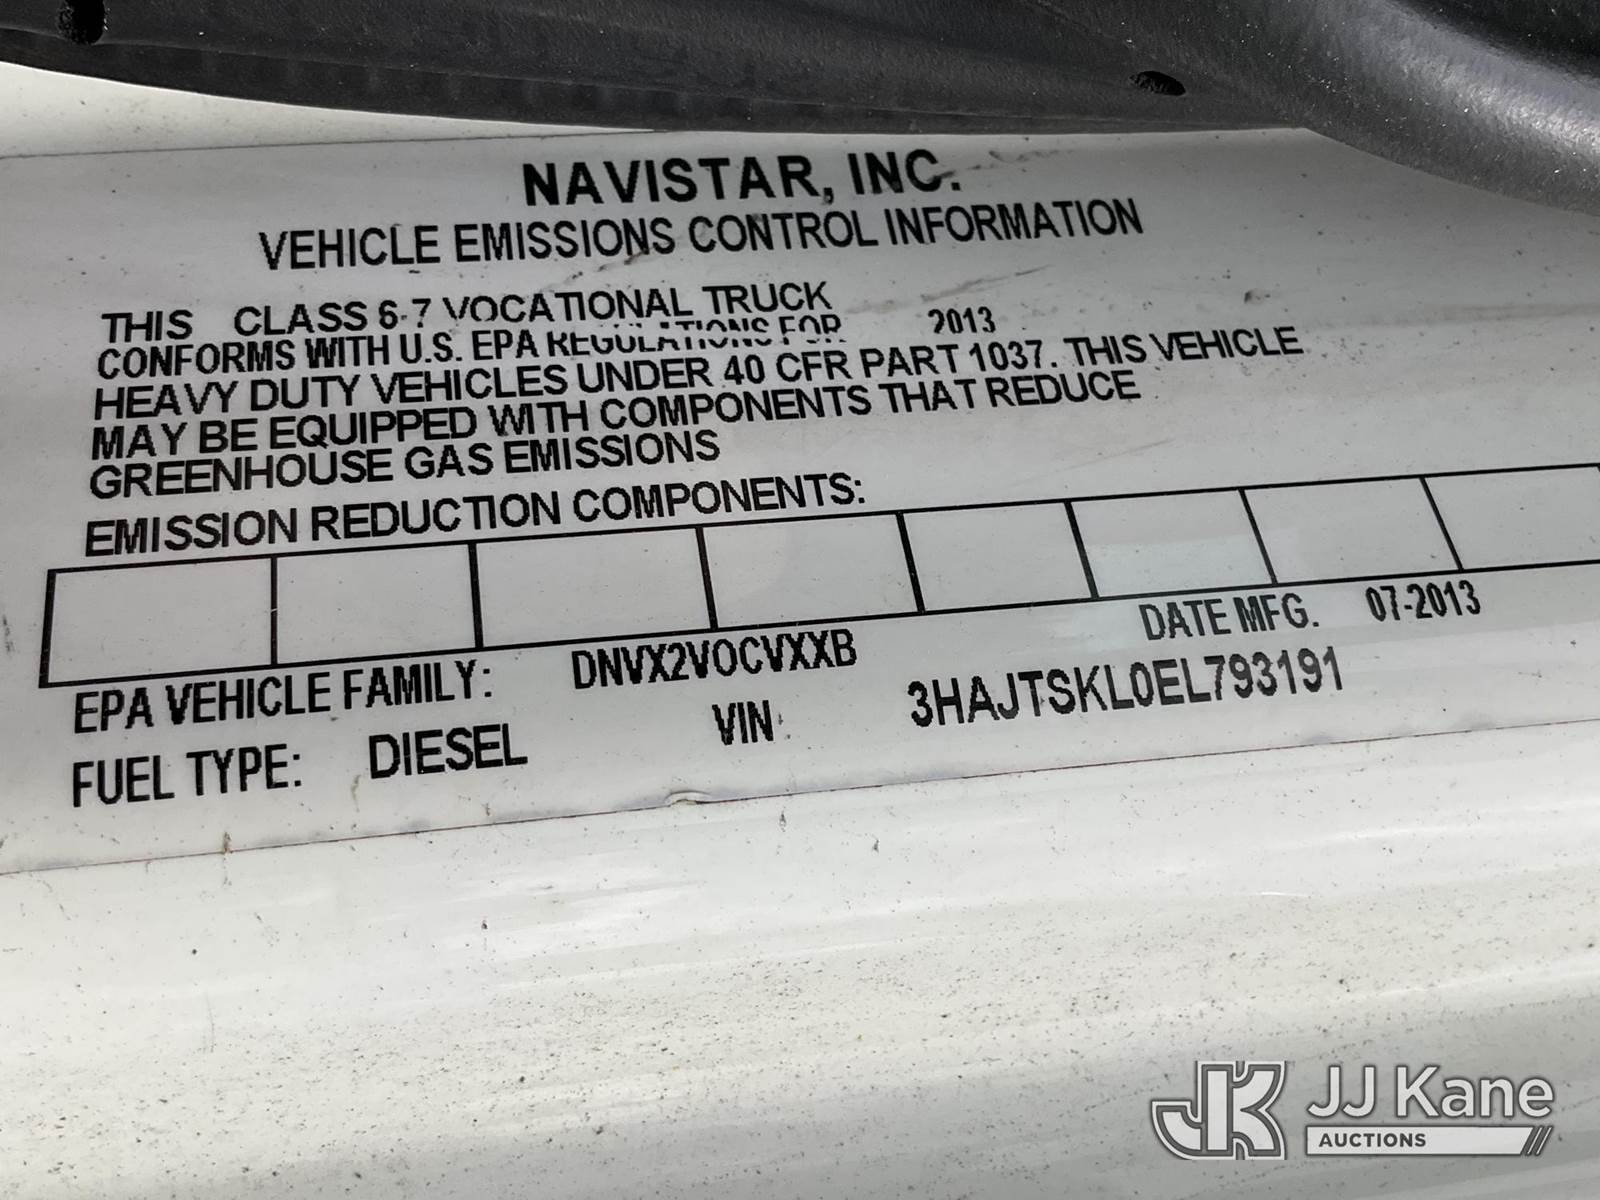 NAVISTAR, INC.
VEHICLE EMISSIONS CONTROL INFORMATION
THIS CLASS 6-7 VOCATIONAL TRUCK
CONFORMS WITH U.S. EPA REGULATIONS FOR 2013
HEAVY DUTY VEHICLES UNDER 40 CFR PART 1037. THIS VEHICLE
MAY BE EQUIPPED WITH COMPONENTS THAT REDUCE
GREENHOUSE GAS EMISSIONS
EMISSION REDUCTION COMPONENTS:
DATE MFG. 07-2013
EPA VEHICLE FAMILY: DNVX2VOCVXXB
FUEL TYPE: DIESEL VIN: 3HAJTSKL0EL793191
JK JJ Kane
AUCTIONS